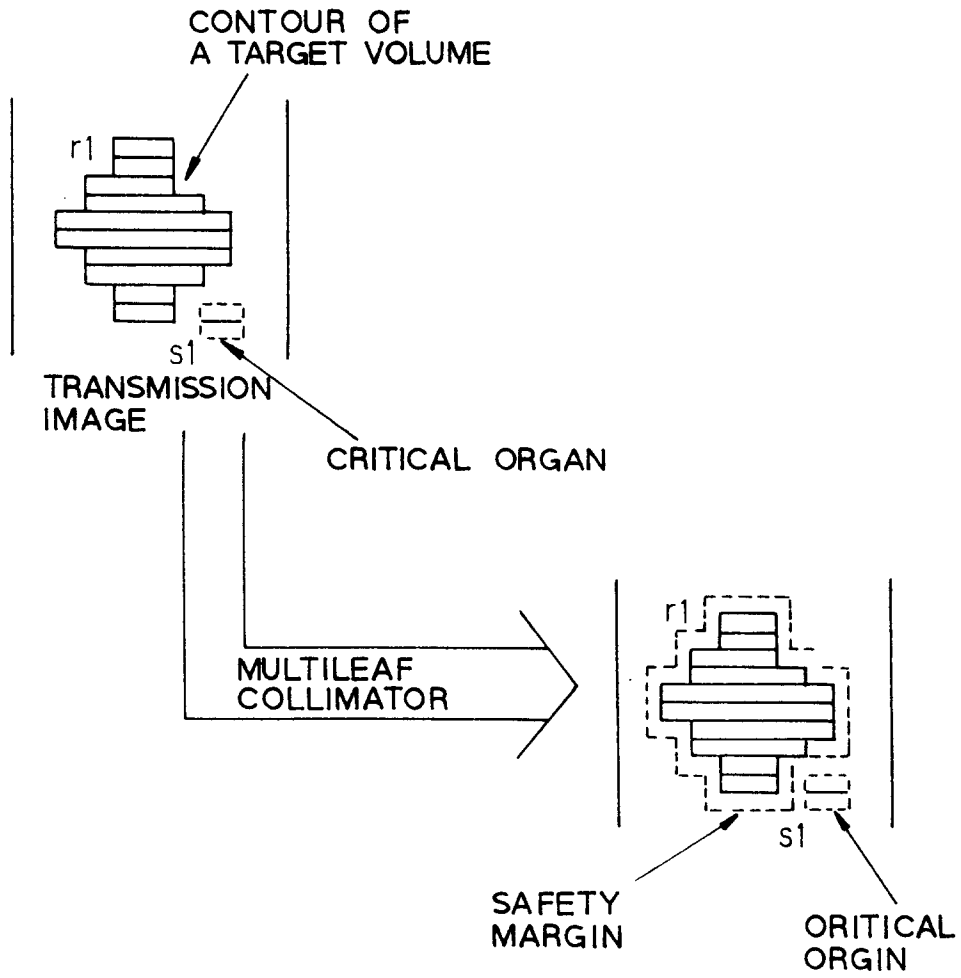 CONTOUR OF
A TARGET VOLUME
r1
s1
TRANSMISSION
IMAGE
CRITICAL ORGAN
MULTILEAF
COLLIMATOR
r1
s1
SAFETY
MARGIN
ORITICAL
ORGIN